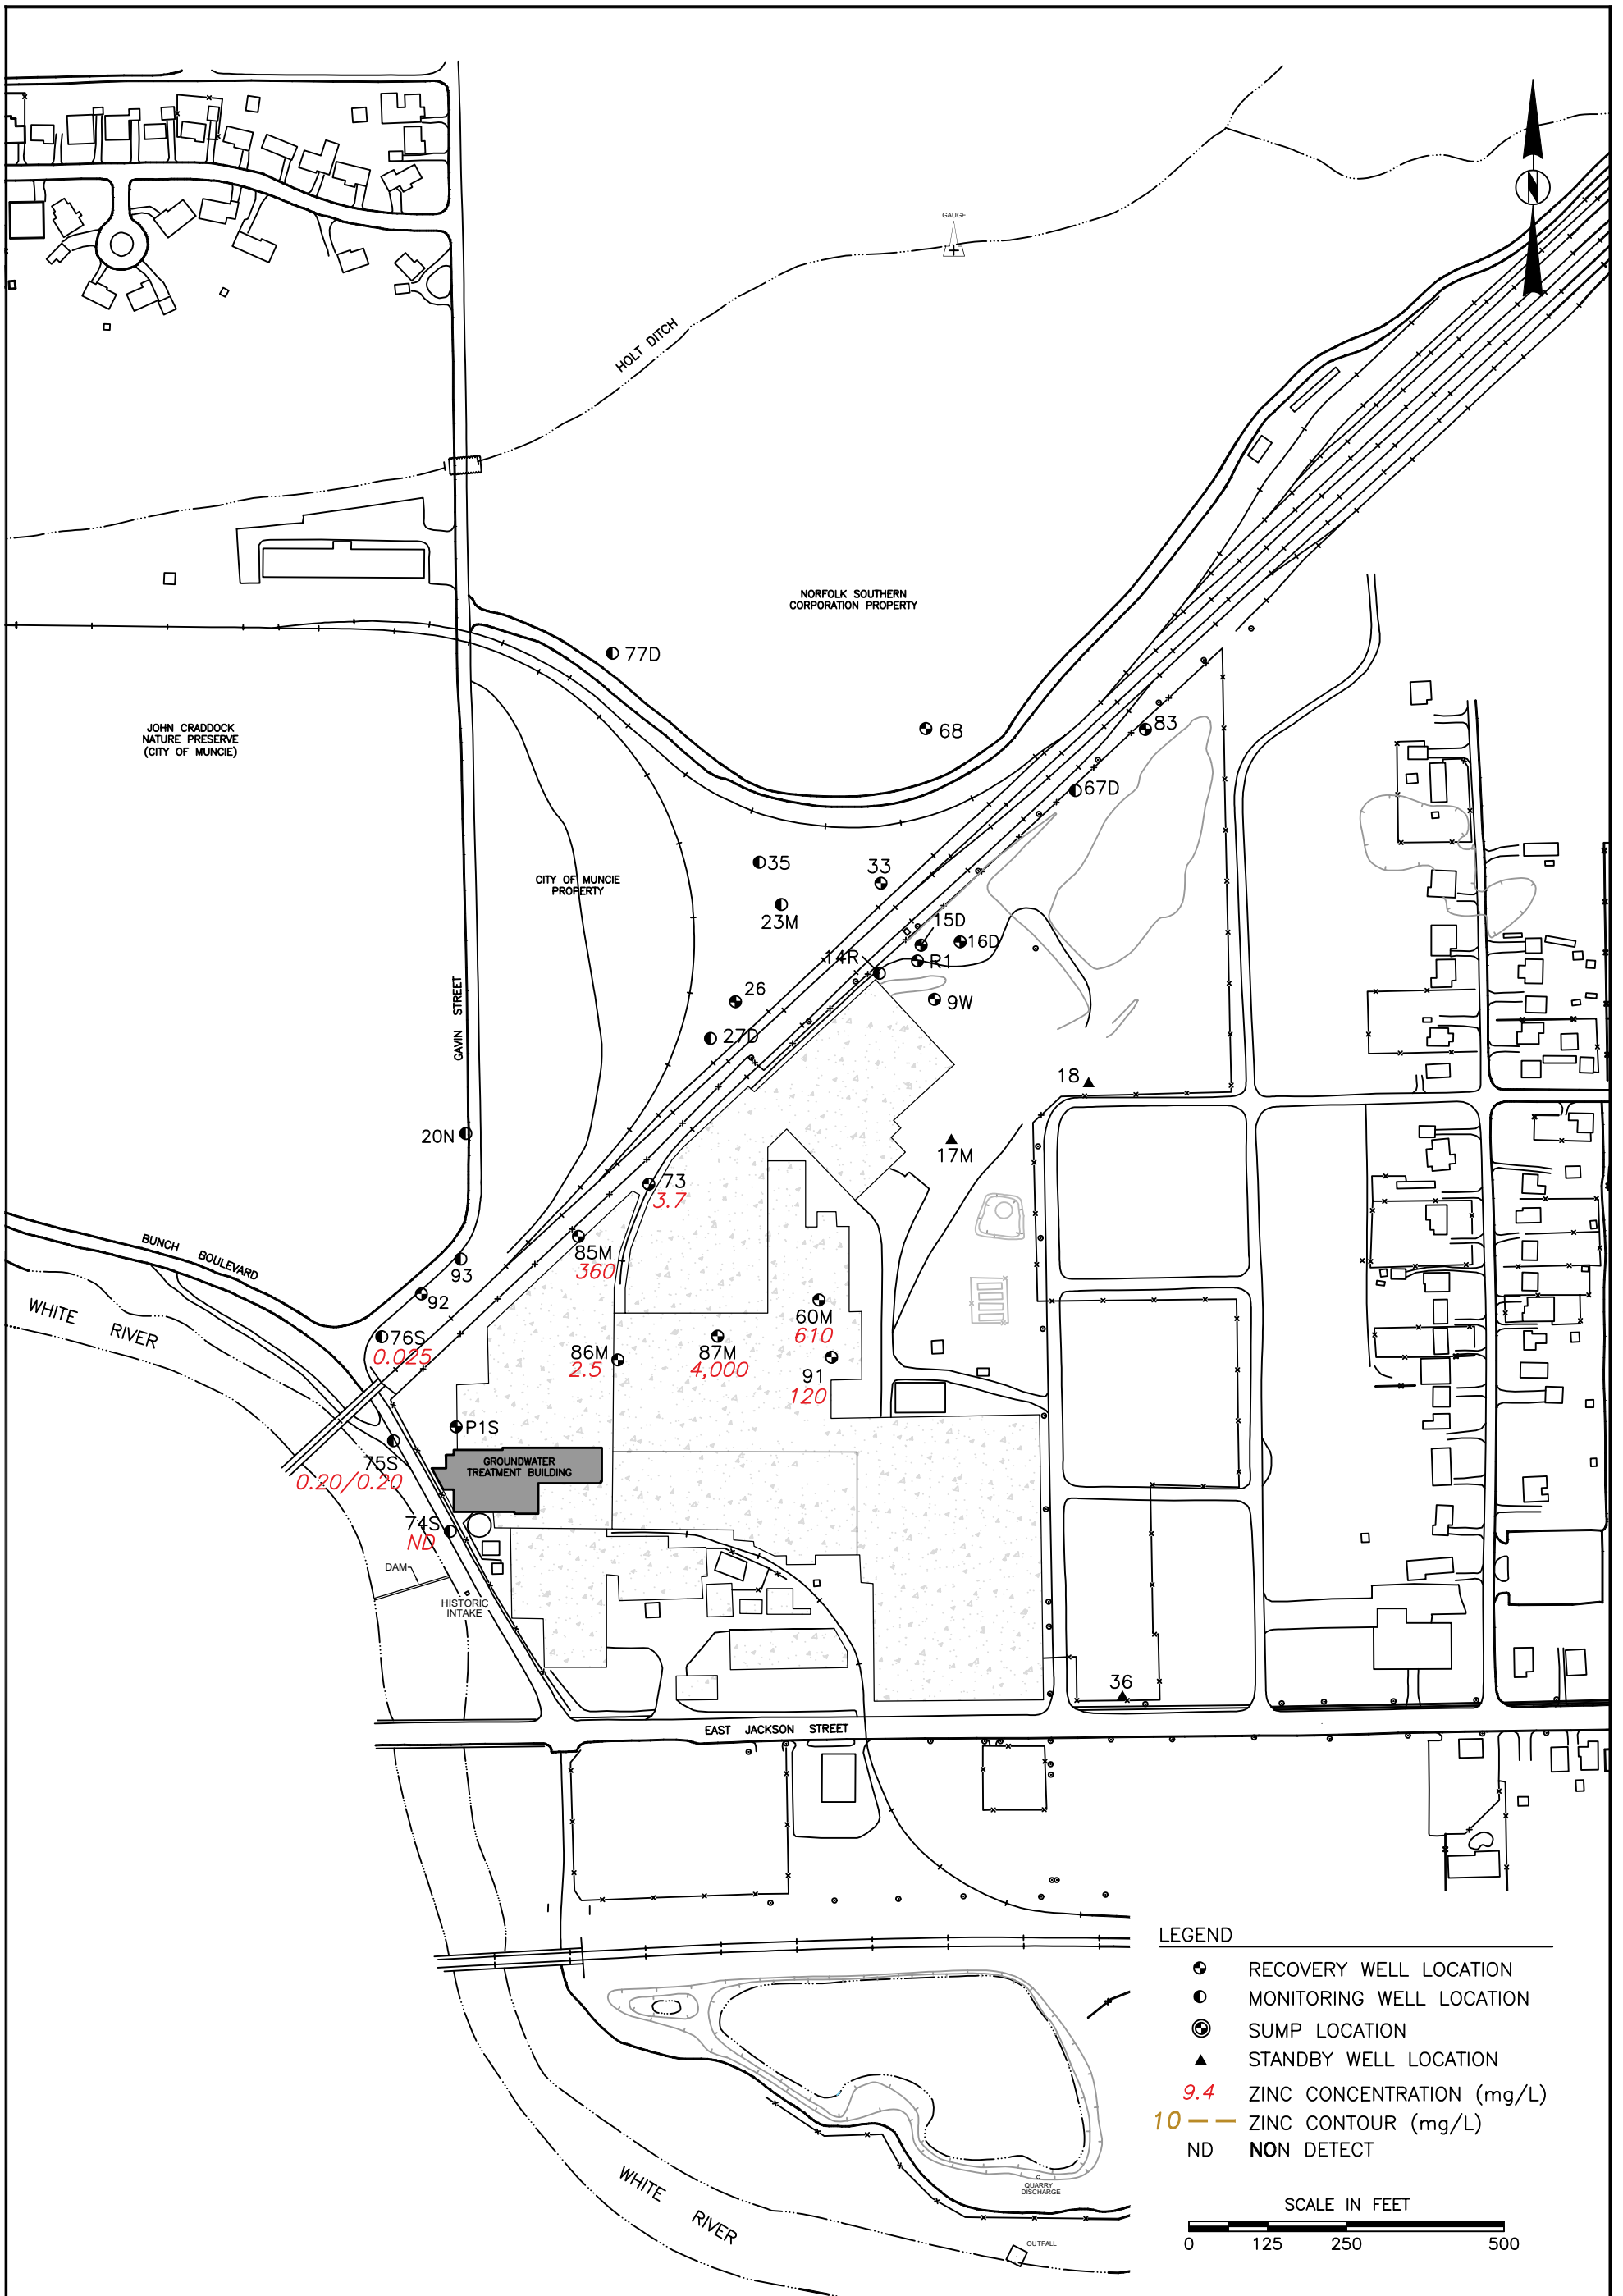 GAUGE
HOLT DITCH
NORFOLK SOUTHERN
CORPORATION PROPERTY
77D
JOHN CRADDOCK
NATURE PRESERVE
(CITY OF MUNCIE)
68
83
67D
35
33
CITY OF MUNCIE
PROPERTY
23M
15D
16D
14R
R1
26
9W
27D
GAVIN STREET
18
20N
17M
73
3.7
BUNCH BOULEVARD
85M
360
93
92
WHITE RIVER
60M
610
76S
0.025
86M
2.5
87M
4,000
91
120
P1S
75S
0.20/0.20
GROUNDWATER
TREATMENT BUILDING
74S
ND
DAM
HISTORIC
INTAKE
36
EAST JACKSON STREET
LEGEND
RECOVERY WELL LOCATION
MONITORING WELL LOCATION
SUMP LOCATION
STANDBY WELL LOCATION
9.4 ZINC CONCENTRATION (mg/L)
10 ZINC CONTOUR (mg/L)
ND NON DETECT
QUARRY
DISCHARGE
WHITE RIVER
OUTFALL
SCALE IN FEET
0 125 250 500
N